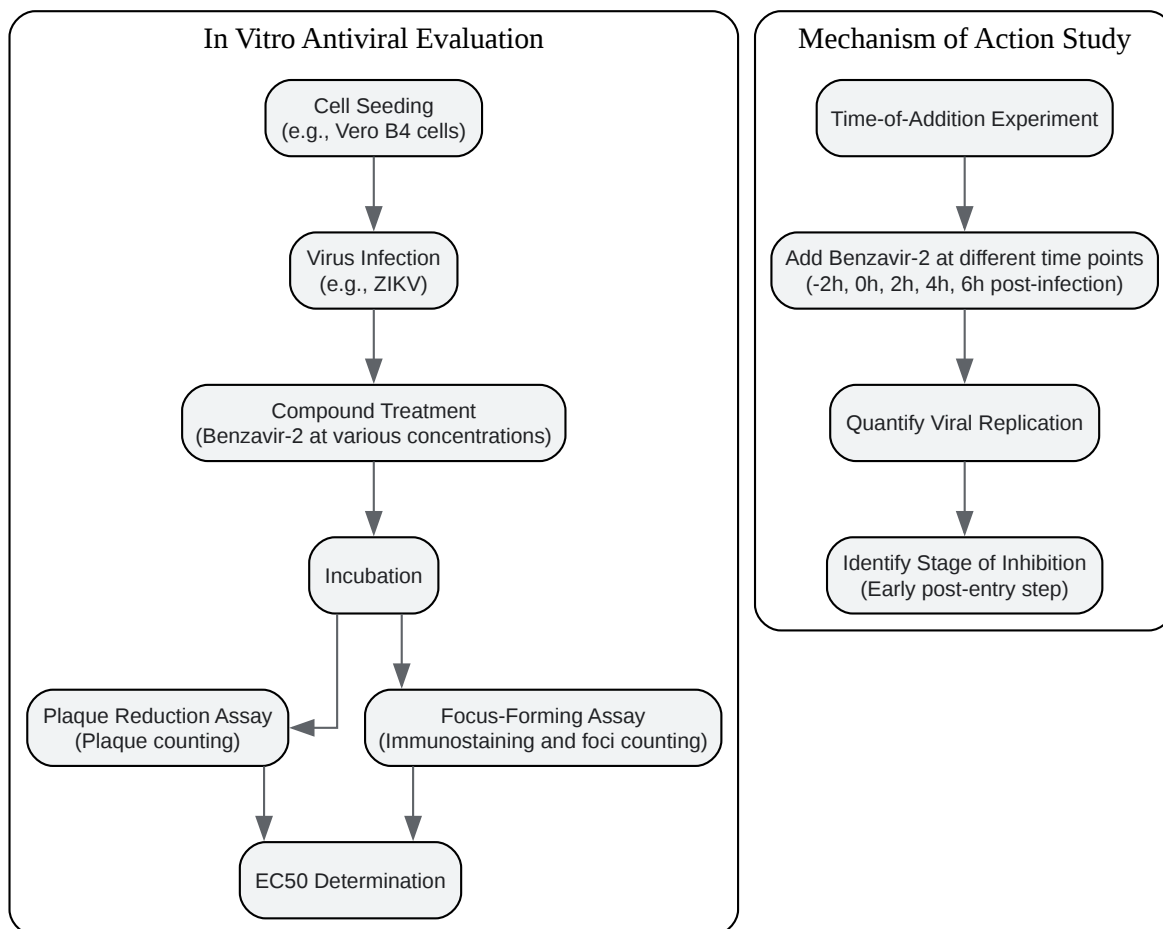 In Vitro Antiviral Evaluation
Cell Seeding
(e.g., Vero B4 cells)
Virus Infection
(e.g., ZIKV)
Compound Treatment
(Benzavir-2 at various concentrations)
Incubation
Plaque Reduction Assay
(Plaque counting)
Focus-Forming Assay
(Immunostaining and foci counting)
EC50 Determination
Mechanism of Action Study
Time-of-Addition Experiment
Add Benzavir-2 at different time points
(-2h, 0h, 2h, 4h, 6h post-infection)
Quantify Viral Replication
Identify Stage of Inhibition
(Early post-entry step)